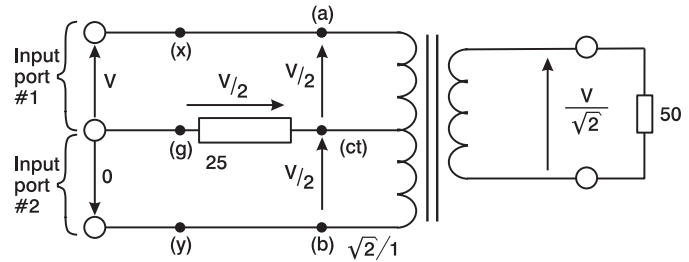 (a)
Input
port
#1
(x)
V
V/2
V/2
V
√2
50
(g)
25
(ct)
Input
port
#2
0
V/2
(y)
(b)
√2/1